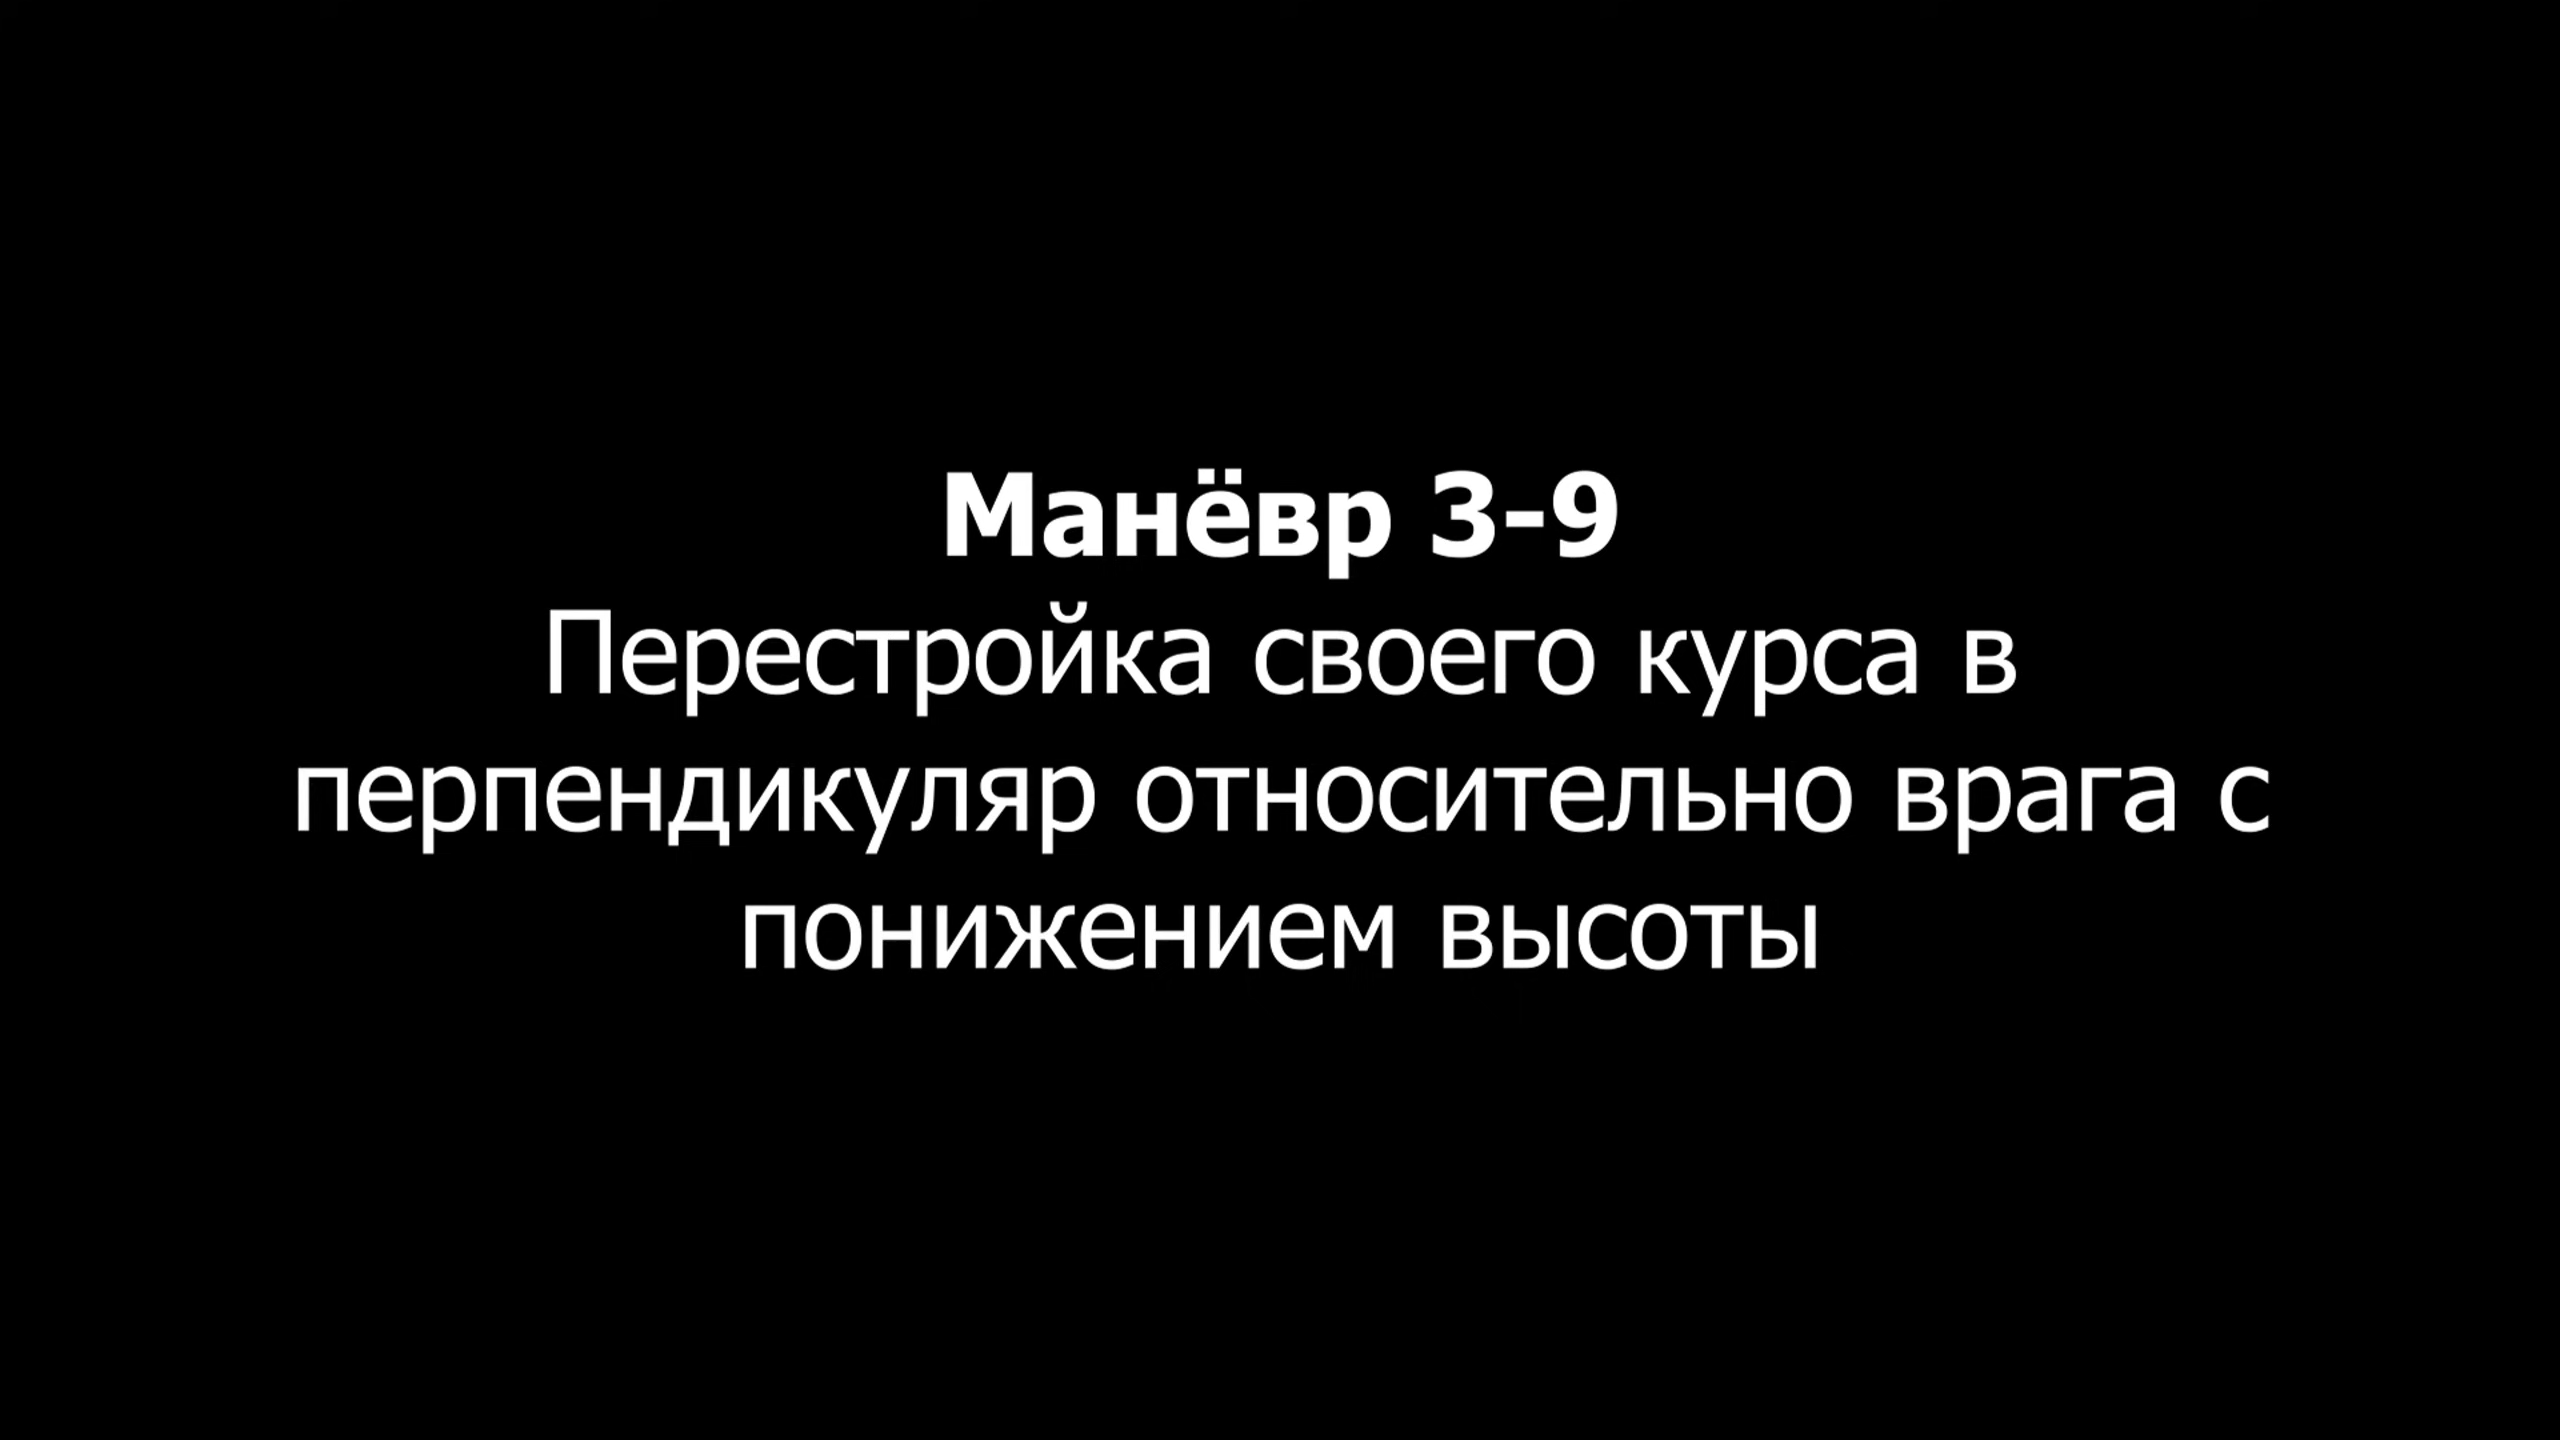 Манёвр 3-9
Перестройка своего курса в
перпендикуляр относительно врага с
понижением высоты